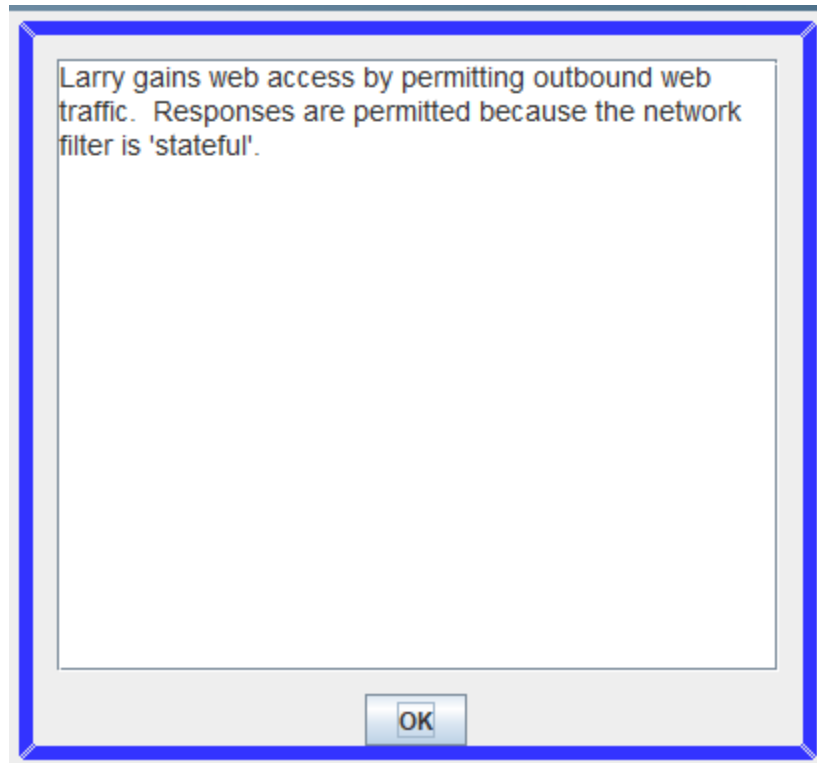 Larry gains web access by permitting outbound web
traffic.  Responses are permitted because the network
filter is 'stateful'.
OK